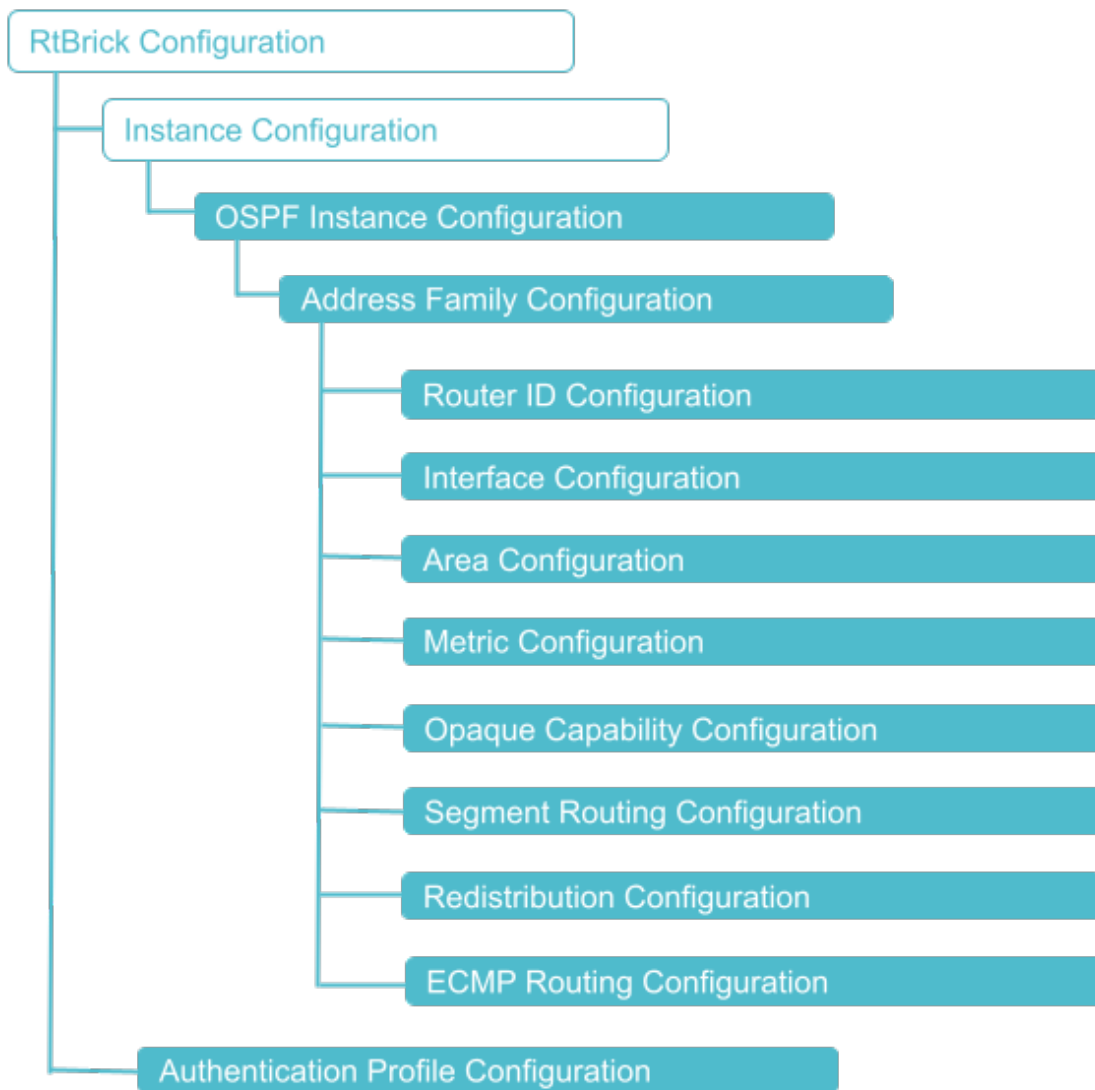 RtBrick Configuration
Instance Configuration
OSPF Instance Configuration
Address Family Configuration
Router ID Configuration
Interface Configuration
Area Configuration
Metric Configuration
Opaque Capability Configuration
Segment Routing Configuration
Redistribution Configuration
ECMP Routing Configuration
Authentication Profile Configuration